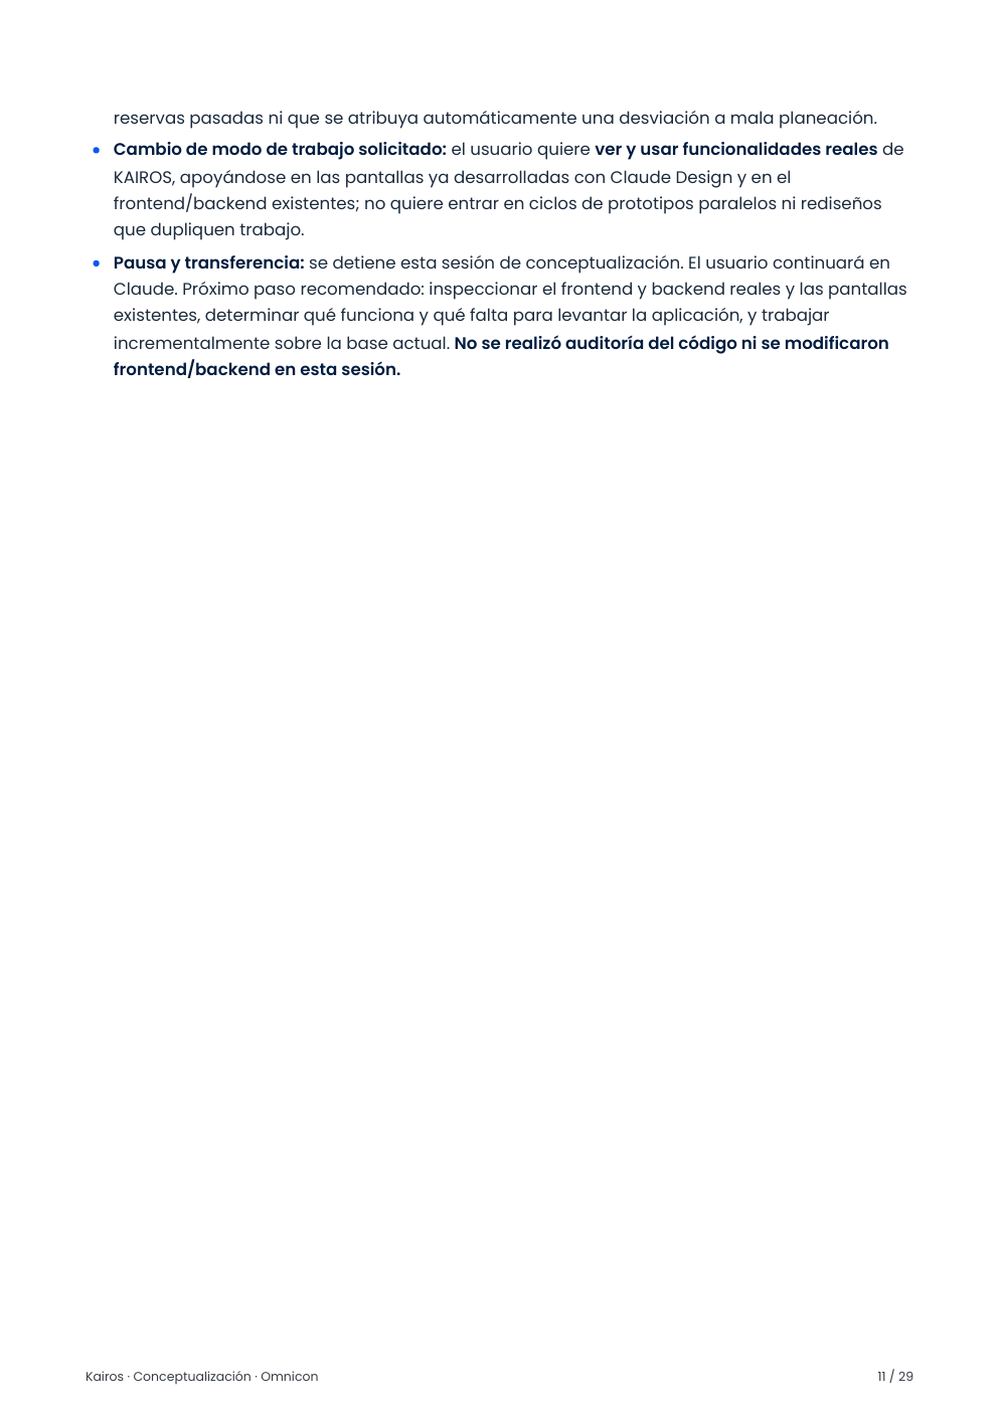 reservas pasadas ni que se atribuya automáticamente una desviación a mala planeación.
• Cambio de modo de trabajo solicitado: el usuario quiere ver y usar funcionalidades reales de
KAIROS, apoyándose en las pantallas ya desarrolladas con Claude Design y en el
frontend/backend existentes; no quiere entrar en ciclos de prototipos paralelos ni rediseños
que dupliquen trabajo.
• Pausa y transferencia: se detiene esta sesión de conceptualización. El usuario continuará en
Claude. Próximo paso recomendado: inspeccionar el frontend y backend reales y las pantallas
existentes, determinar qué funciona y qué falta para levantar la aplicación, y trabajar
incrementalmente sobre la base actual. No se realizó auditoría del código ni se modificaron
frontend/backend en esta sesión.
Kairos · Conceptualización · Omnicon
11 / 29